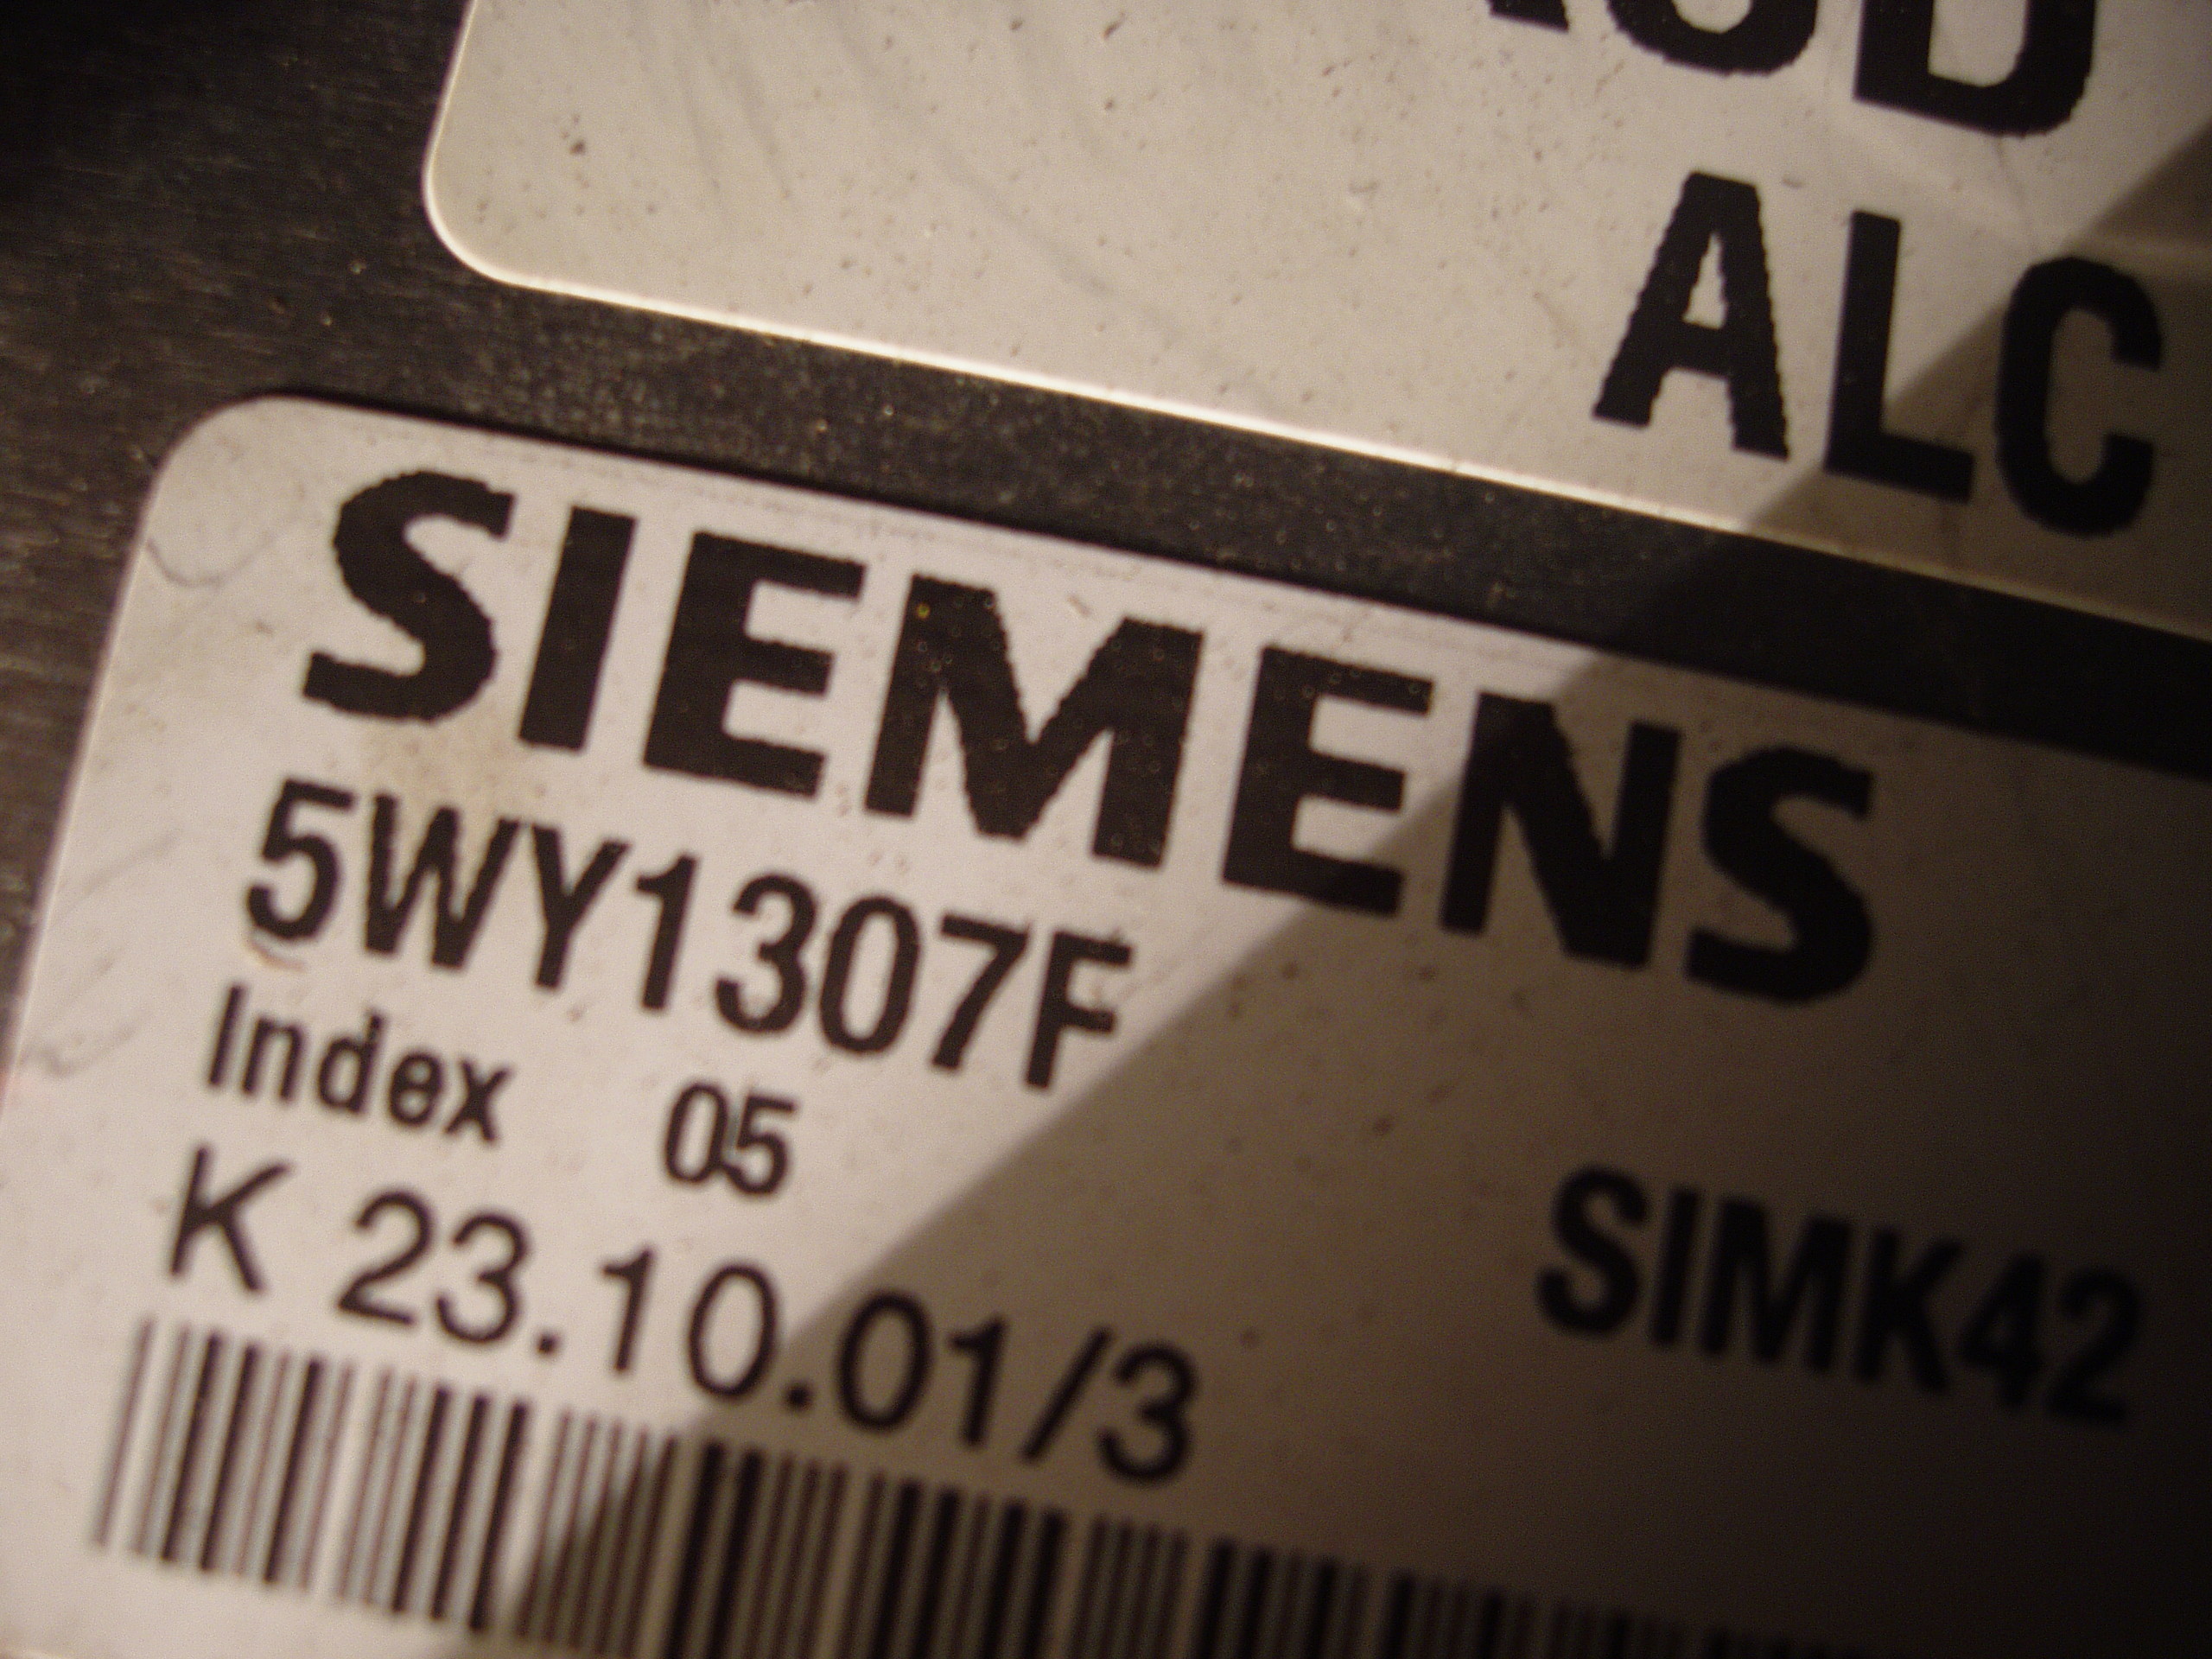 ALC
SIEMENS
5WY1307F
Index 05
SIMK42
K 23.10.01/3